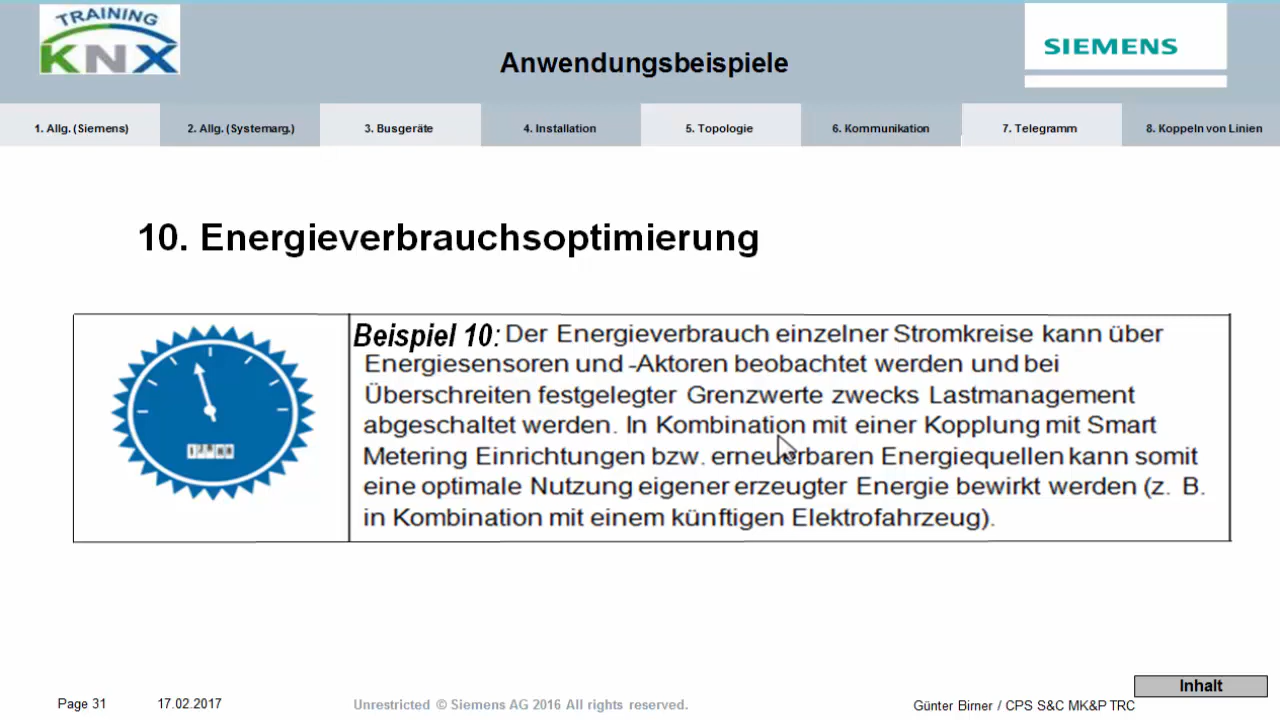 TRAINING
KNX
Anwendungsbeispiele
SIEMENS
1. Allg. (Siemens)
2. Allg. (Systemarg.)
3. Busgeräte
4. Installation
5. Topologie
6. Kommunikation
7. Telegramm
8. Koppeln von Linien
10. Energieverbrauchsoptimierung
Beispiel 10: Der Energieverbrauch einzelner Stromkreise kann über
Energiesensoren und -Aktoren beobachtet werden und bei
Überschreiten festgelegter Grenzwerte zwecks Lastmanagement
abgeschaltet werden. In Kombination mit einer Kopplung mit Smart
Metering Einrichtungen bzw. erneuerbaren Energiequellen kann somit
eine optimale Nutzung eigener erzeugter Energie bewirkt werden (z. B.
in Kombination mit einem künftigen Elektrofahrzeug).
Inhalt
Page 31
17.02.2017
Unrestricted © Siemens AG 2016 All rights reserved.
Günter Birner / CPS S&C MK&P TRC